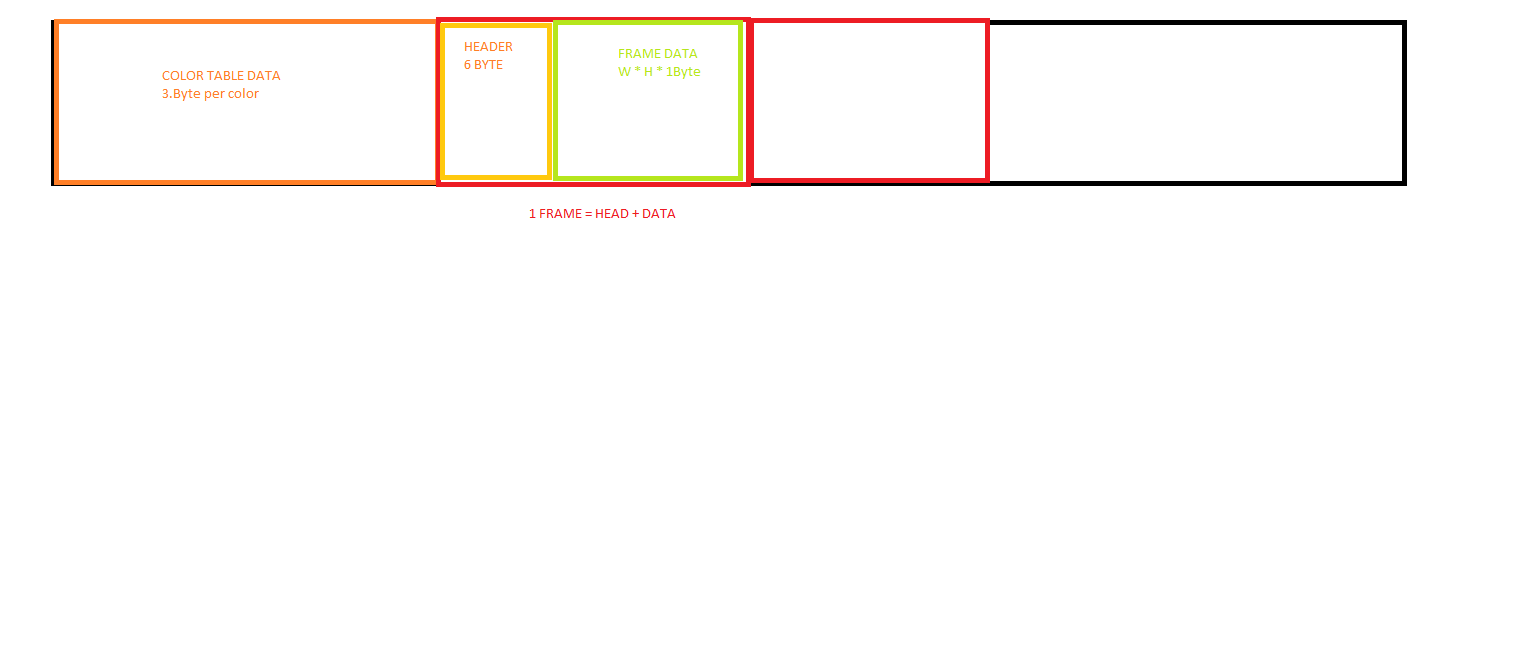 COLOR TABLE DATA
3.Byte per color
HEADER
6 BYTE
FRAME DATA
W * H * 1Byte
1 FRAME = HEAD + DATA